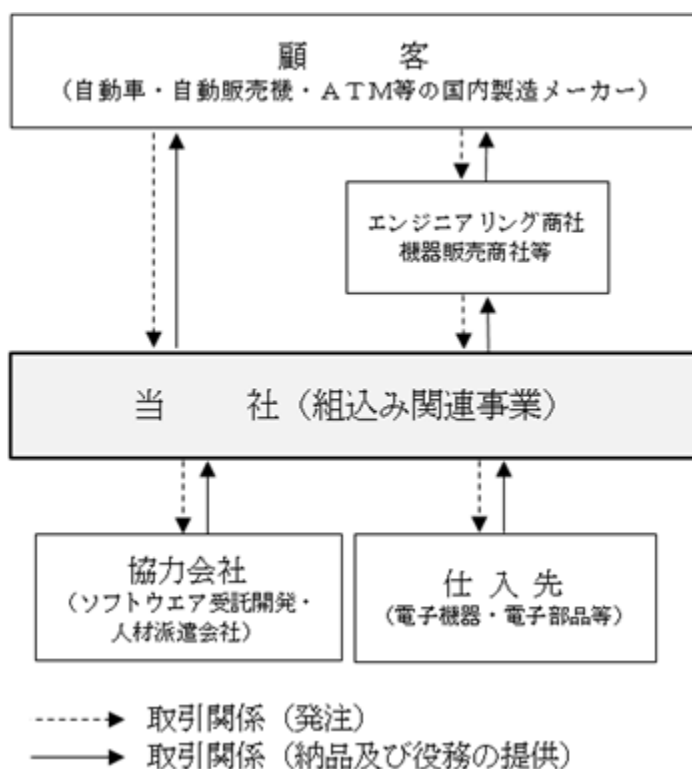 顧　　客
（自動車・自動販売機・ＡＴＭ等の国内製造メーカー）
エンジニアリング商社
機器販売商社等
当　　社（組込み関連事業）
協力会社
（ソフトウエア受託開発・
人材派遣会社）
仕 入 先
（電子機器・電子部品等）
取引関係（発注）
取引関係（納品及び役務の提供）